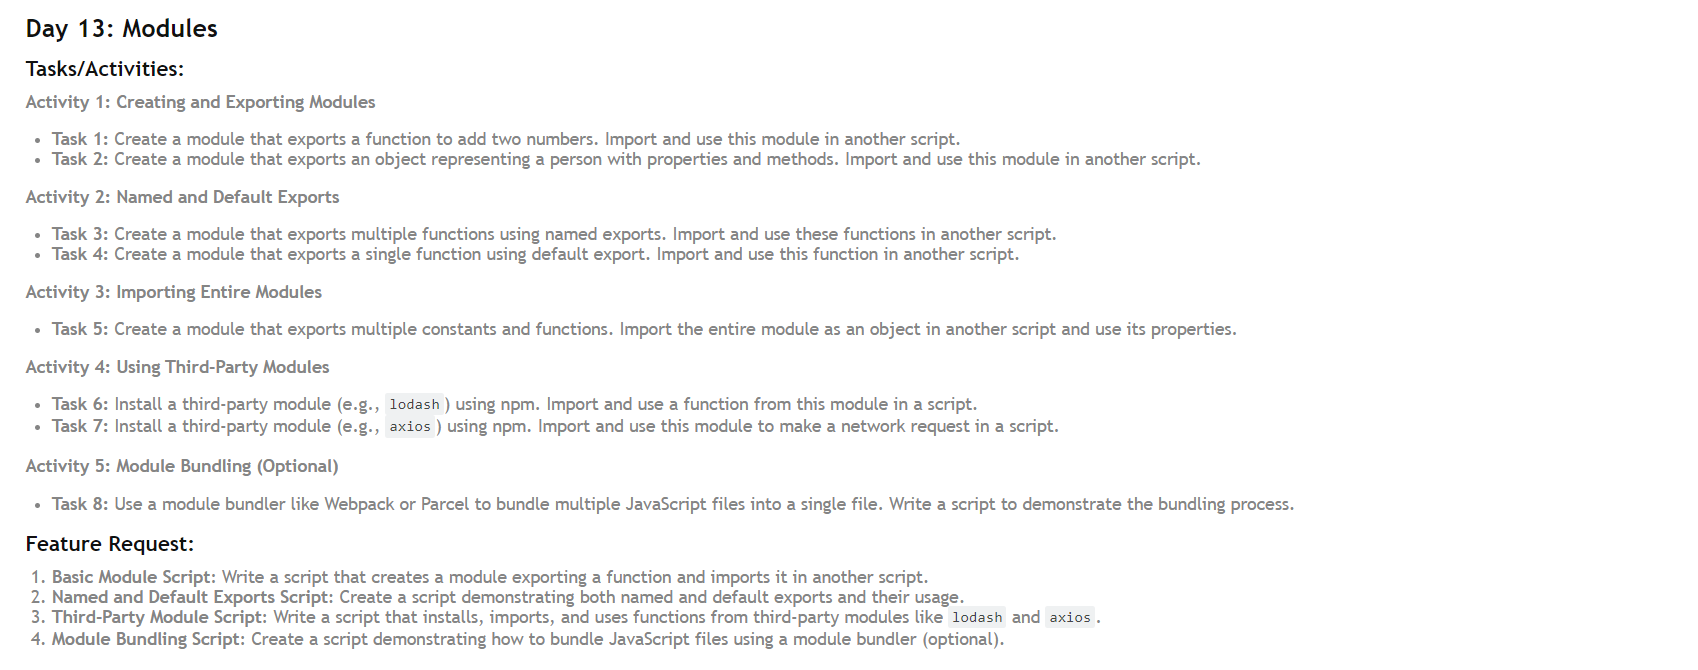 Day 13: Modules
Tasks/Activities:
Activity 1: Creating and Exporting Modules
• Task 1: Create a module that exports a function to add two numbers. Import and use this module in another script.
• Task 2: Create a module that exports an object representing a person with properties and methods. Import and use this module in another script.
Activity 2: Named and Default Exports
• Task 3: Create a module that exports multiple functions using named exports. Import and use these functions in another script.
• Task 4: Create a module that exports a single function using default export. Import and use this function in another script.
Activity 3: Importing Entire Modules
• Task 5: Create a module that exports multiple constants and functions. Import the entire module as an object in another script and use its properties.
Activity 4: Using Third-Party Modules
• Task 6: Install a third-party module (e.g., lodash) using npm. Import and use a function from this module in a script.
• Task 7: Install a third-party module (e.g., axios) using npm. Import and use this module to make a network request in a script.
Activity 5: Module Bundling (Optional)
• Task 8: Use a module bundler like Webpack or Parcel to bundle multiple JavaScript files into a single file. Write a script to demonstrate the bundling process.
Feature Request:
1. Basic Module Script: Write a script that creates a module exporting a function and imports it in another script.
2. Named and Default Exports Script: Create a script demonstrating both named and default exports and their usage.
3. Third-Party Module Script: Write a script that installs, imports, and uses functions from third-party modules like lodash and axios.
4. Module Bundling Script: Create a script demonstrating how to bundle JavaScript files using a module bundler (optional).